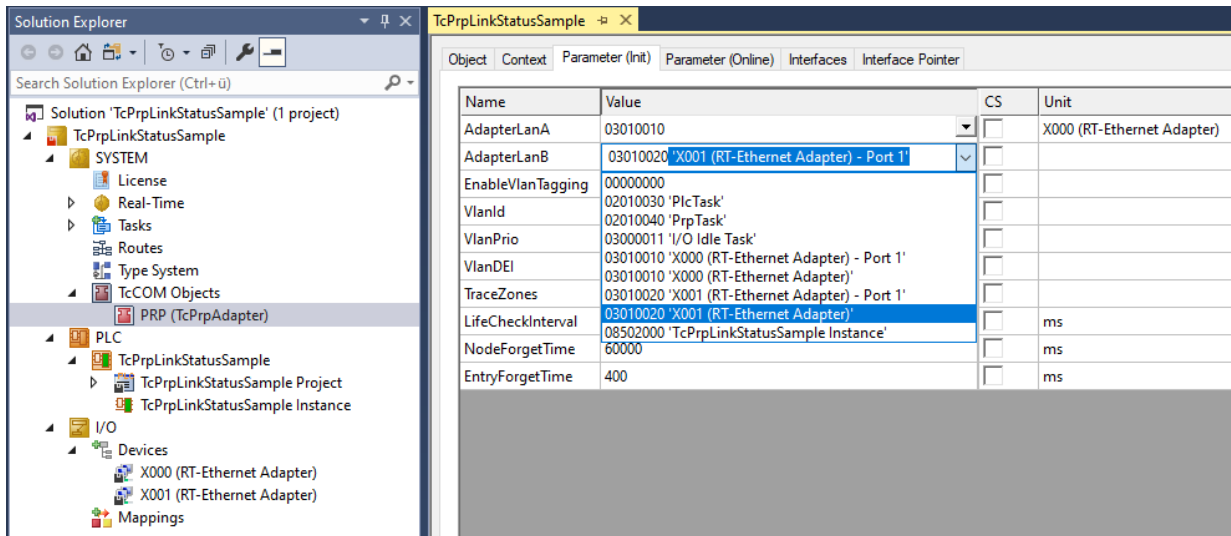 Solution Explorer
Search Solution Explorer (Ctrl+ü)
Solution 'TcPrpLinkStatusSample' (1 project)
TcPrpLinkStatusSample
SYSTEM
License
Real-Time
Tasks
Routes
Type System
TcCOM Objects
PRP (TcPrpAdapter)
PLC
TcPrpLinkStatusSample
TcPrpLinkStatusSample Project
TcPrpLinkStatusSample Instance
I/O
Devices
X000 (RT-Ethernet Adapter)
X001 (RT-Ethernet Adapter)
Mappings
TcPrpLinkStatusSample
Object Context Parameter (Init) Parameter (Online) Interfaces Interface Pointer
Name Value CS Unit
AdapterLanA 03010010 X000 (RT-Ethernet Adapter)
AdapterLanB 03010020 'X001 (RT-Ethernet Adapter) - Port 1'
EnableVlanTagging
VlanId
VlanPrio
VlanDEI
TraceZones
LifeCheckInterval ms
NodeForgetTime 60000 ms
EntryForgetTime 400 ms
00000000
02010030 'PlcTask'
02010040 'PrpTask'
03000011 'I/O Idle Task'
03010010 'X000 (RT-Ethernet Adapter) - Port 1'
03010010 'X000 (RT-Ethernet Adapter)'
03010020 'X001 (RT-Ethernet Adapter) - Port 1'
03010020 'X001 (RT-Ethernet Adapter)'
08502000 'TcPrpLinkStatusSample Instance'